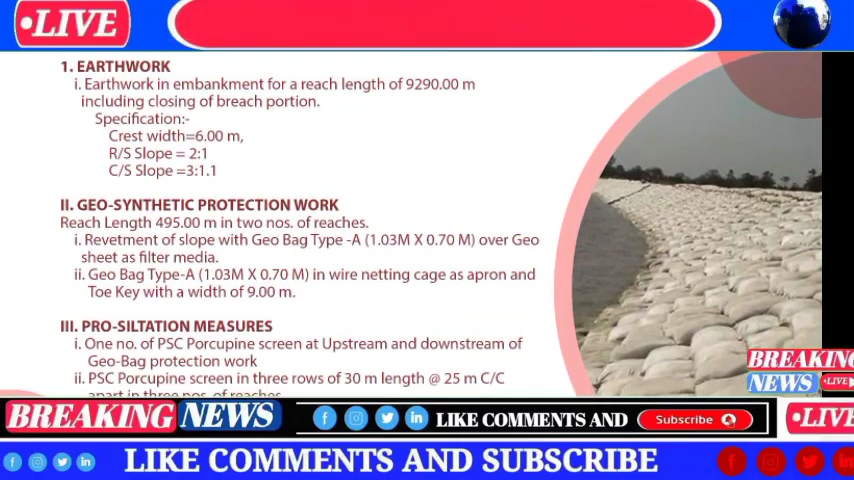 LIVE
1. EARTHWORK
i. Earthwork in embankment for a reach length of 9290.00 m
including closing of breach portion.
Specification:-
Crest width=6.00 m,
R/S Slope = 2:1
C/S Slope =3:1.1
II. GEO-SYNTHETIC PROTECTION WORK
Reach Length 495.00 m in two nos. of reaches.
i. Revetment of slope with Geo Bag Type -A (1.03M X 0.70 M) over Geo
sheet as filter media.
ii. Geo Bag Type-A (1.03M X 0.70 M) in wire netting cage as apron and
Toe Key with a width of 9.00 m.
III. PRO-SILTATION MEASURES
i. One no. of PSC Porcupine screen at Upstream and downstream of
Geo-Bag protection work
ii. PSC Porcupine screen in three rows of 30 m length @ 25 m C/C
apart in three nos. of reaches
BREAKING
NEWS LIVE
BREAKING NEWS LIKE COMMENTS AND Subscribe LIVE
LIKE COMMENTS AND SUBSCRIBE